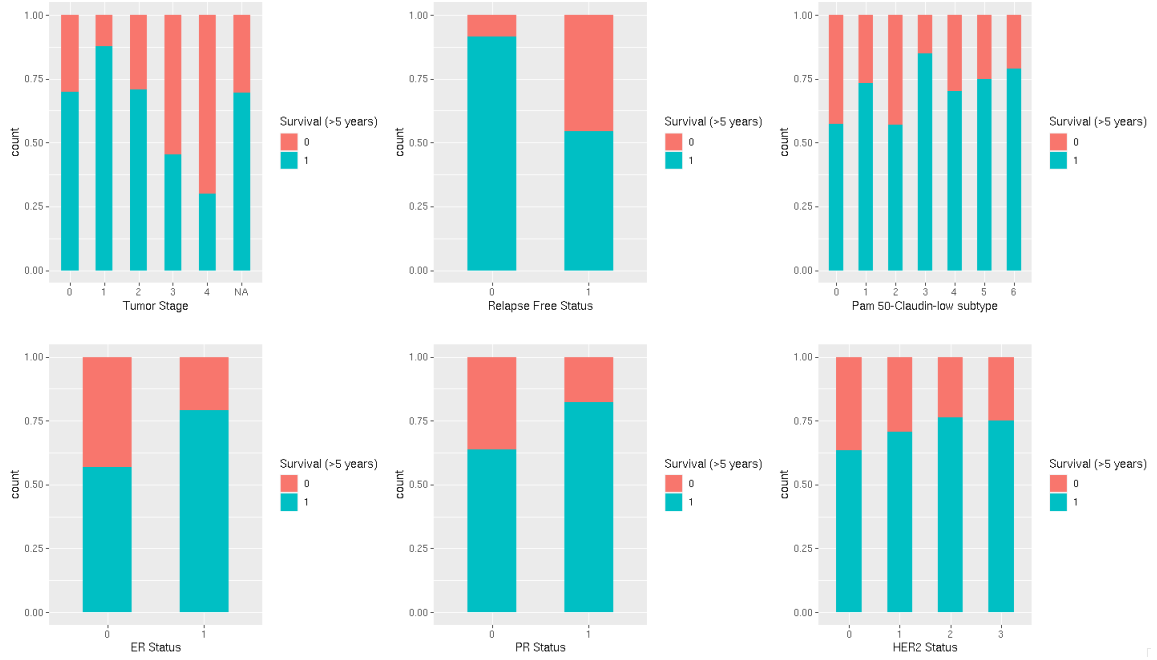 1.00
0.75
0.50
0.25
0.00
count
0 1 2 3 4 NA
Tumor Stage
Survival (>5 years)
0
1
1.00
0.75
0.50
0.25
0.00
count
0 1
Relapse Free Status
Survival (>5 years)
0
1
1.00
0.75
0.50
0.25
0.00
count
0 1 2 3 4 5 6
Pam 50-Claudin-low subtype
Survival (>5 years)
0
1
1.00
0.75
0.50
0.25
0.00
count
0 1
ER Status
Survival (>5 years)
0
1
1.00
0.75
0.50
0.25
0.00
count
0 1
PR Status
Survival (>5 years)
0
1
1.00
0.75
0.50
0.25
0.00
count
0 1 2 3
HER2 Status
Survival (>5 years)
0
1